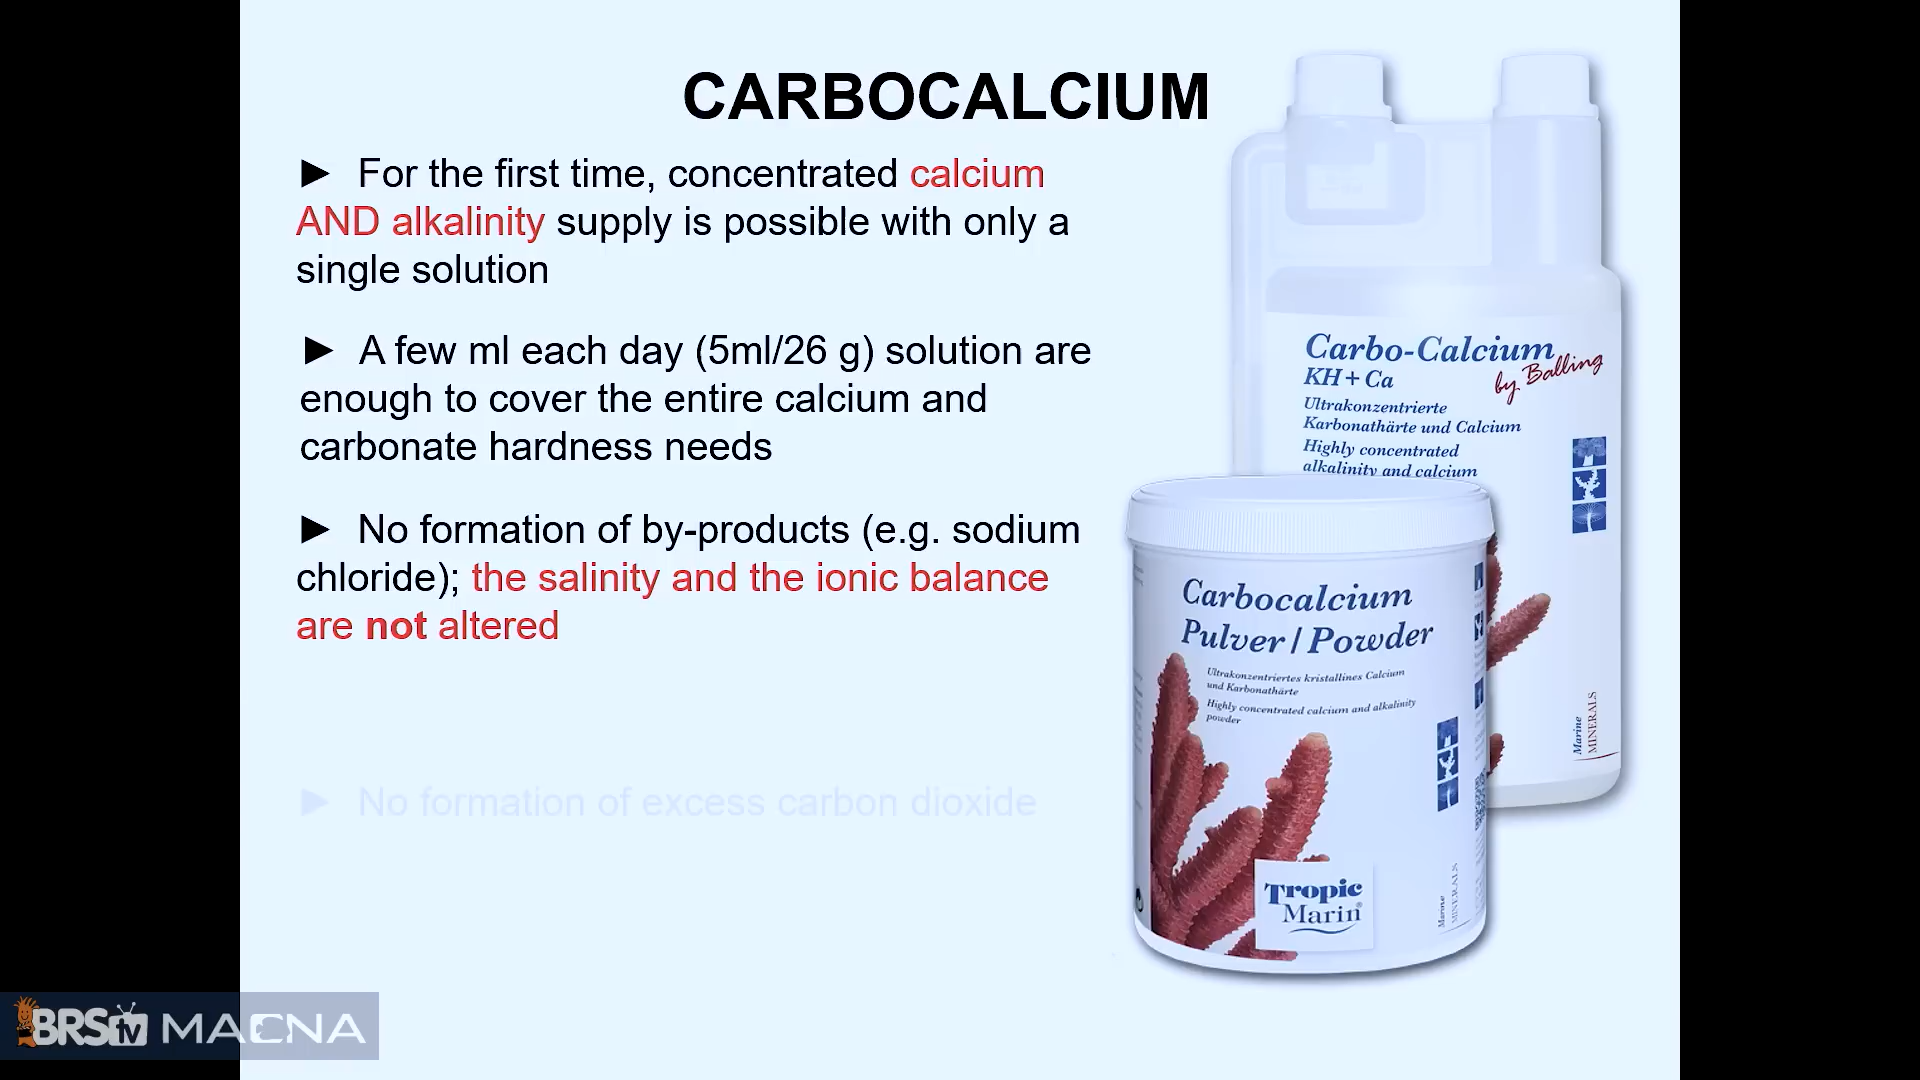 CARBOCALCIUM
► For the first time, concentrated calcium
AND alkalinity supply is possible with only a
single solution
► A few ml each day (5ml/26 g) solution are
enough to cover the entire calcium and
carbonate hardness needs
► No formation of by-products (e.g. sodium
chloride); the salinity and the ionic balance
are not altered
► No formation of excess carbon dioxide
Carbo-Calcium
by Balling
KH + Ca
Ultrakonzentrierte
Karbonathärte und Calcium
Highly concentrated
alkalinity and calcium
Marine
MINERALS
Carbocalcium
Pulver / Powder
Ultrakonzentriertes kristallines Calcium
und Karbonathärte
Highly concentrated calcium and alkalinity
powder
Tropic
Marin®
Marine
MINERALS
BRStv MACNA